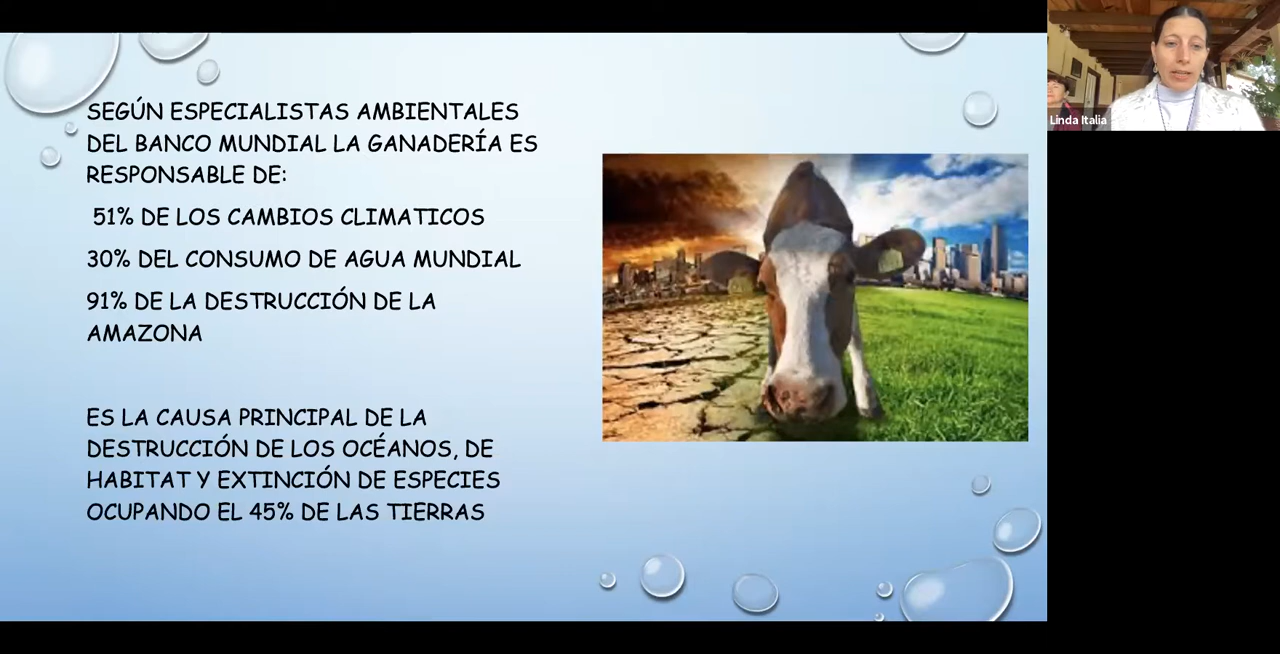 SEGÚN ESPECIALISTAS AMBIENTALES
DEL BANCO MUNDIAL LA GANADERÍA ES
RESPONSABLE DE:
51% DE LOS CAMBIOS CLIMATICOS
30% DEL CONSUMO DE AGUA MUNDIAL
91% DE LA DESTRUCCIÓN DE LA
AMAZONA
ES LA CAUSA PRINCIPAL DE LA
DESTRUCCIÓN DE LOS OCÉANOS, DE
HABITAT Y EXTINCIÓN DE ESPECIES
OCUPANDO EL 45% DE LAS TIERRAS
Linda Italia